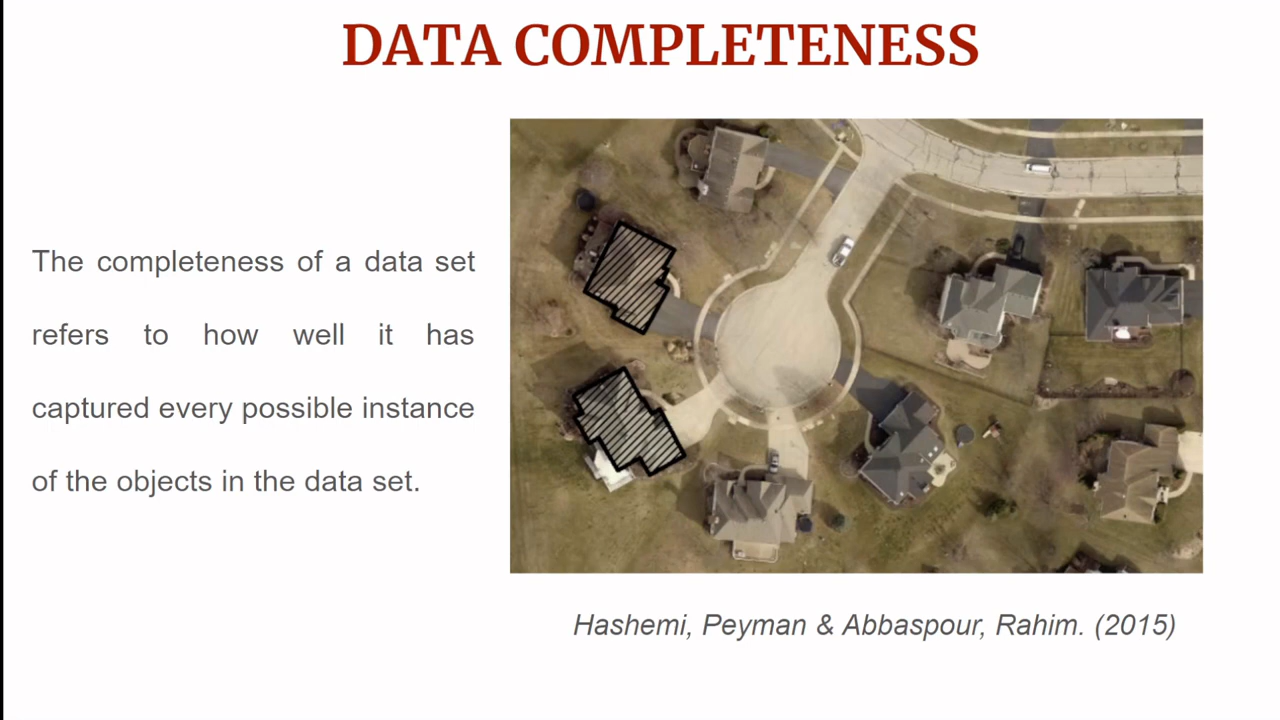 DATA COMPLETENESS
The completeness of a data set
refers to how well it has
captured every possible instance
of the objects in the data set.
Hashemi, Peyman & Abbaspour, Rahim. (2015)